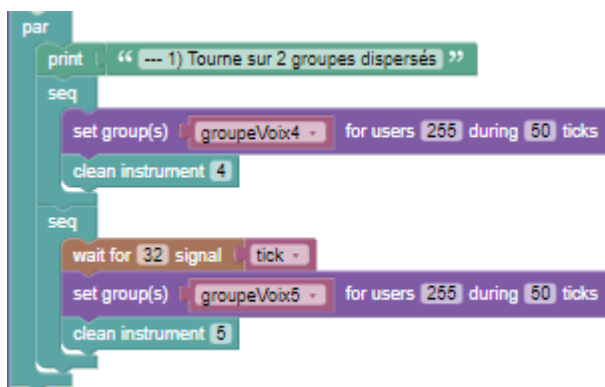 par
print “ --- 1) Tourne sur 2 groupes dispersés ”
seq
set group(s) groupeVoix4 for users 255 during 50 ticks
clean instrument 4
seq
wait for 32 signal tick
set group(s) groupeVoix5 for users 255 during 50 ticks
clean instrument 5